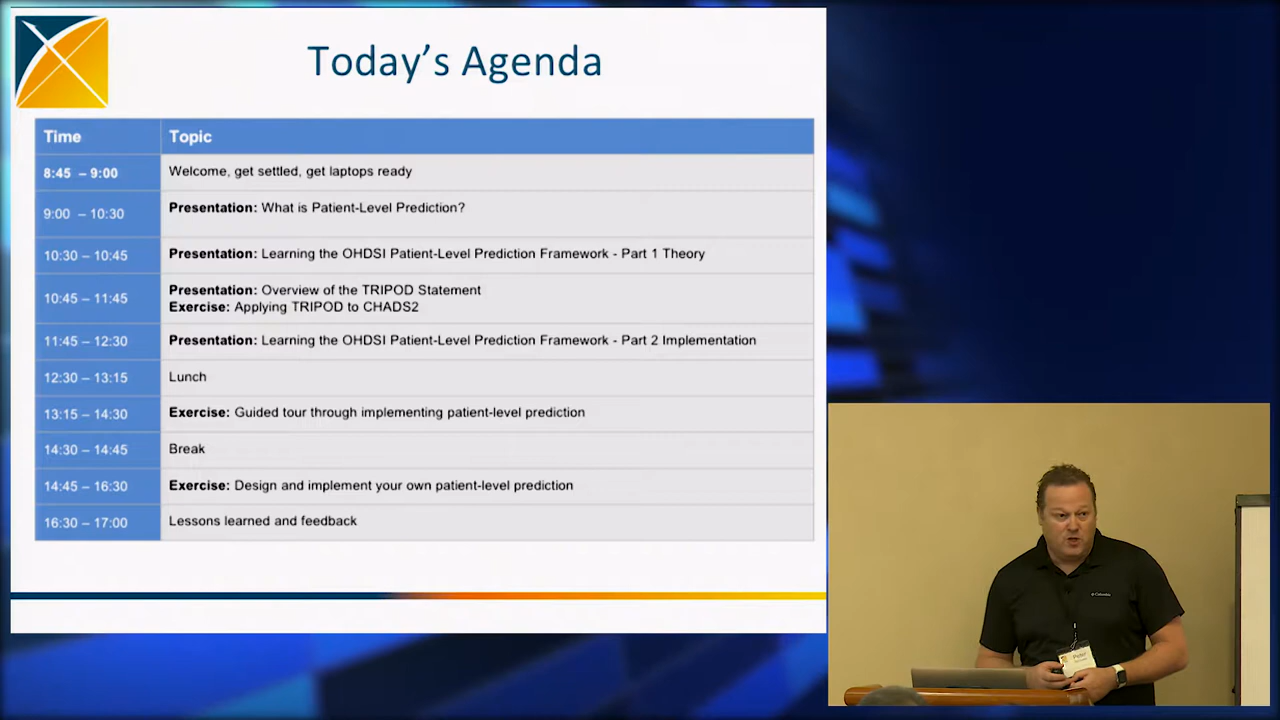 Today's Agenda
Time Topic
8:45 – 9:00 Welcome, get settled, get laptops ready
9:00 – 10:30 Presentation: What is Patient-Level Prediction?
10:30 – 10:45 Presentation: Learning the OHDSI Patient-Level Prediction Framework - Part 1 Theory
10:45 – 11:45 Presentation: Overview of the TRIPOD Statement
Exercise: Applying TRIPOD to CHADS2
11:45 – 12:30 Presentation: Learning the OHDSI Patient-Level Prediction Framework - Part 2 Implementation
12:30 – 13:15 Lunch
13:15 – 14:30 Exercise: Guided tour through implementing patient-level prediction
14:30 – 14:45 Break
14:45 – 16:30 Exercise: Design and implement your own patient-level prediction
16:30 – 17:00 Lessons learned and feedback
Columbia
Peter